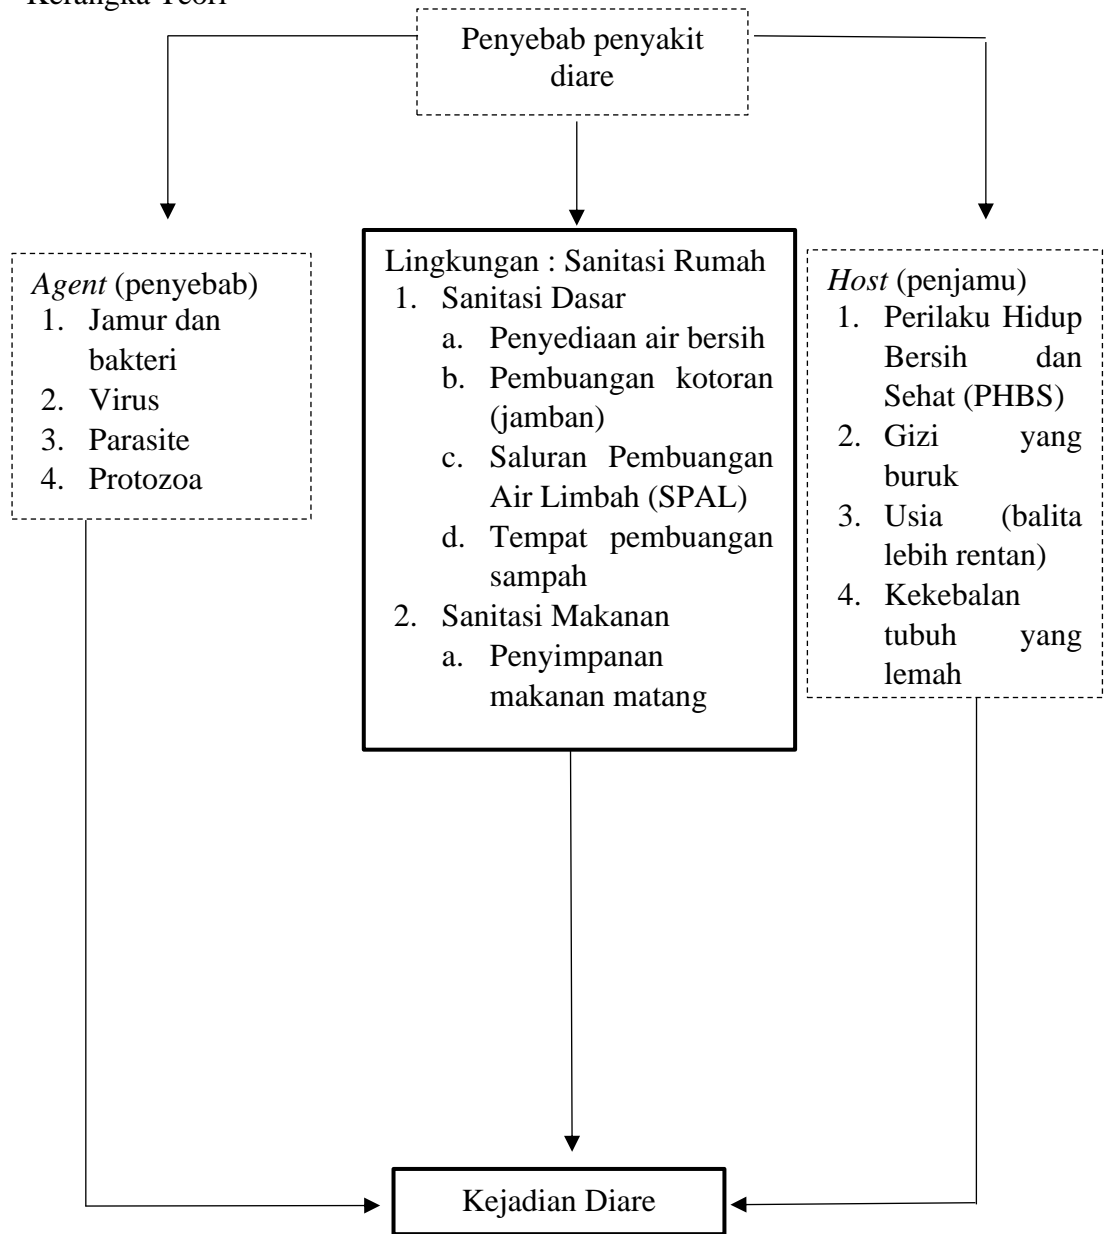 Kerangka Teori
Penyebab penyakit
diare
Agent (penyebab)
1. Jamur dan
bakteri
2. Virus
3. Parasite
4. Protozoa
Lingkungan : Sanitasi Rumah
1. Sanitasi Dasar
a. Penyediaan air bersih
b. Pembuangan kotoran
(jamban)
c. Saluran Pembuangan
Air Limbah (SPAL)
d. Tempat pembuangan
sampah
2. Sanitasi Makanan
a. Penyimpanan
makanan matang
Host (penjamu)
1. Perilaku Hidup
Bersih dan
Sehat (PHBS)
2. Gizi yang
buruk
3. Usia (balita
lebih rentan)
4. Kekebalan
tubuh yang
lemah
Kejadian Diare